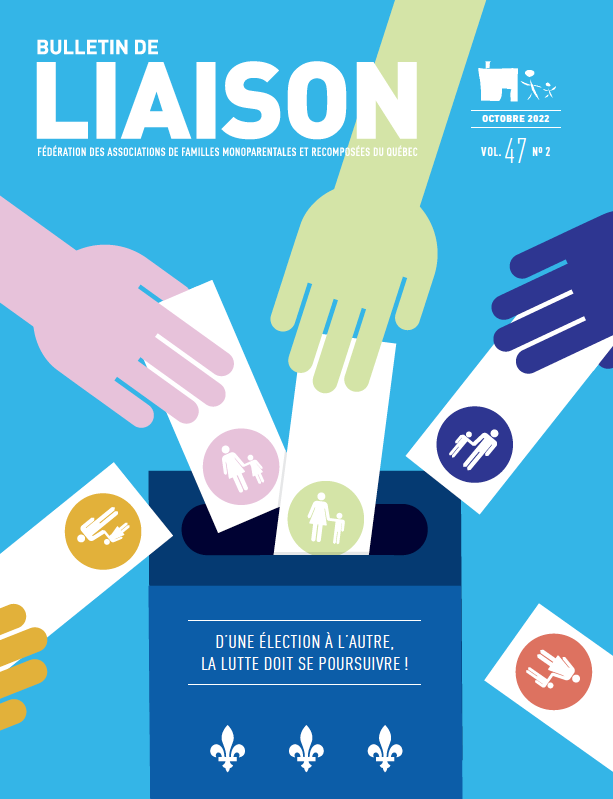 BULLETIN DE
LIAISON
FÉDÉRATION DES ASSOCIATIONS DE FAMILLES MONOPARENTALES ET RECOMPOSÉES DU QUÉBEC
OCTOBRE 2022
VOL. 47 Nº 2
D'UNE ÉLECTION À L'AUTRE,
LA LUTTE DOIT SE POURSUIVRE !